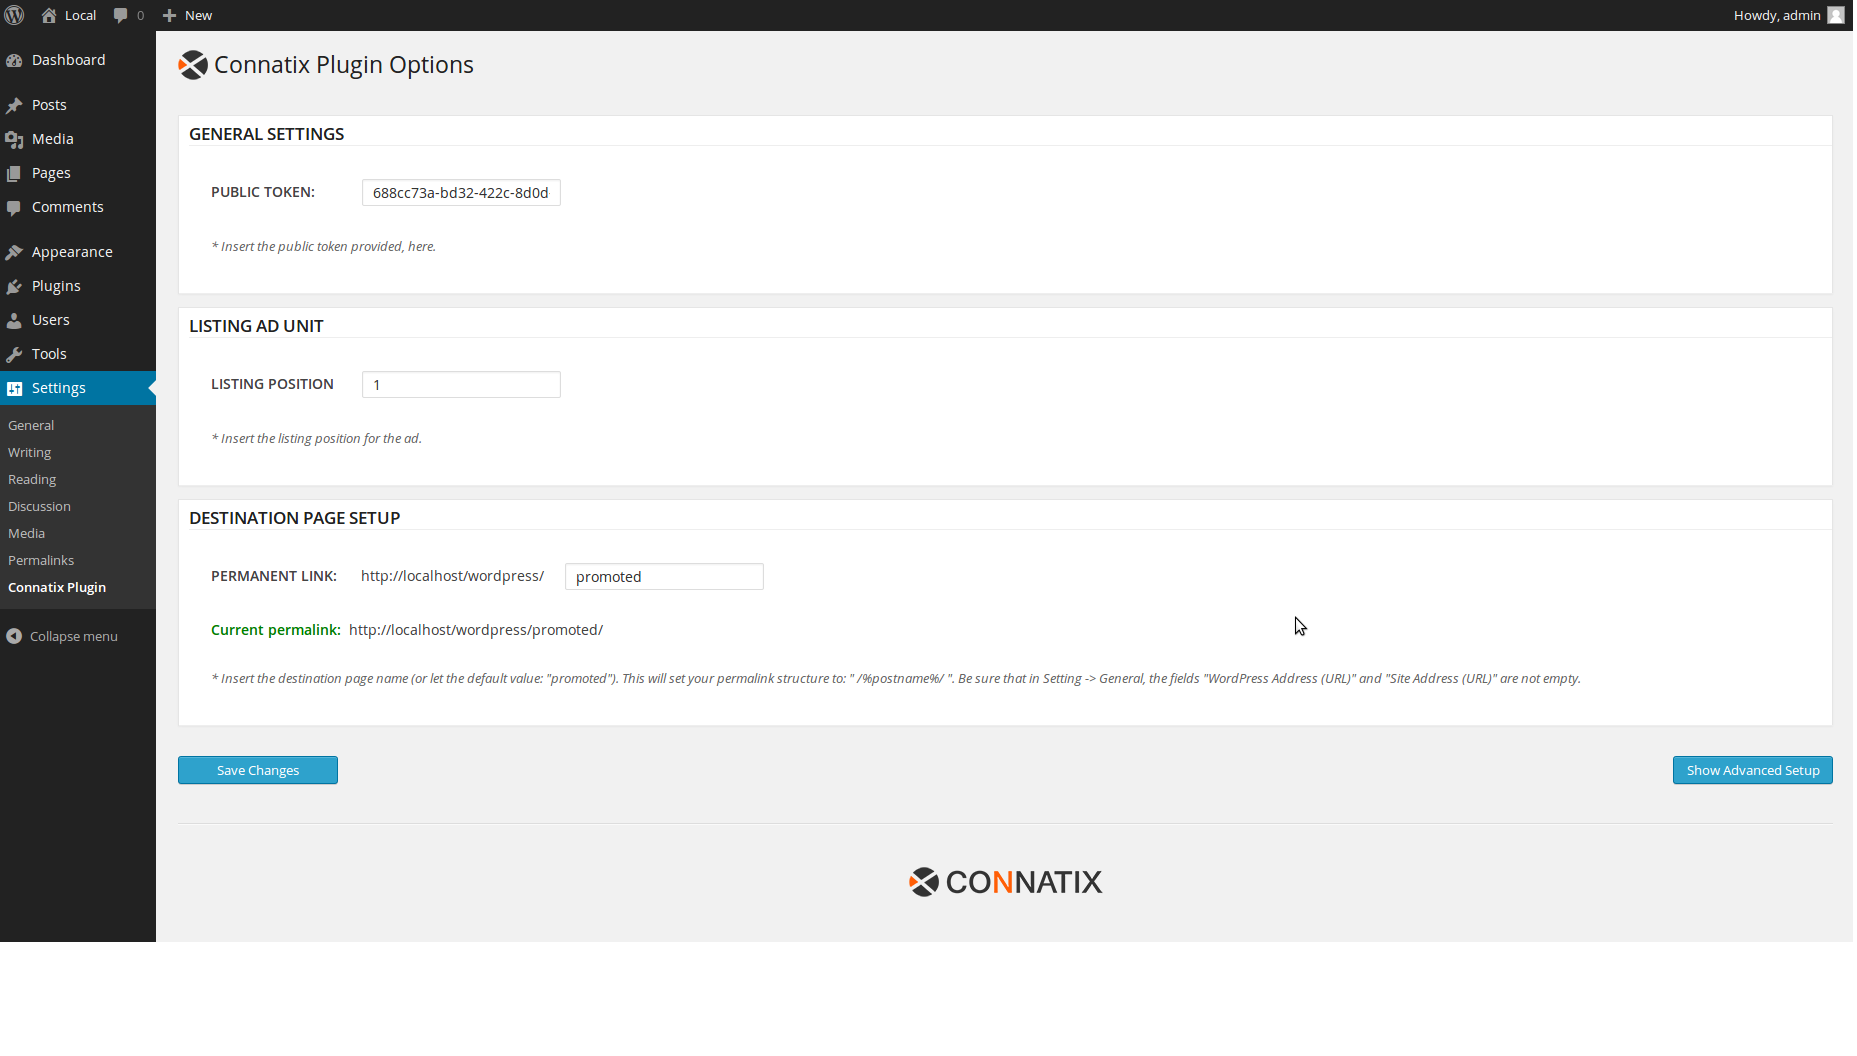 Local 0 New Howdy, admin
Dashboard
Posts
Media
Pages
Comments
Appearance
Plugins
Users
Tools
Settings
General
Writing
Reading
Discussion
Media
Permalinks
Connatix Plugin
Collapse menu
Connatix Plugin Options
GENERAL SETTINGS
PUBLIC TOKEN: 688cc73a-bd32-422c-8d0d-
* Insert the public token provided, here.
LISTING AD UNIT
LISTING POSITION 1
* Insert the listing position for the ad.
DESTINATION PAGE SETUP
PERMANENT LINK: http://localhost/wordpress/ promoted
Current permalink: http://localhost/wordpress/promoted/
* Insert the destination page name (or let the default value: "promoted"). This will set your permalink structure to: " /%postname%/ ". Be sure that in Setting -> General, the fields "WordPress Address (URL)" and "Site Address (URL)" are not empty.
Save Changes Show Advanced Setup
CONNATIX